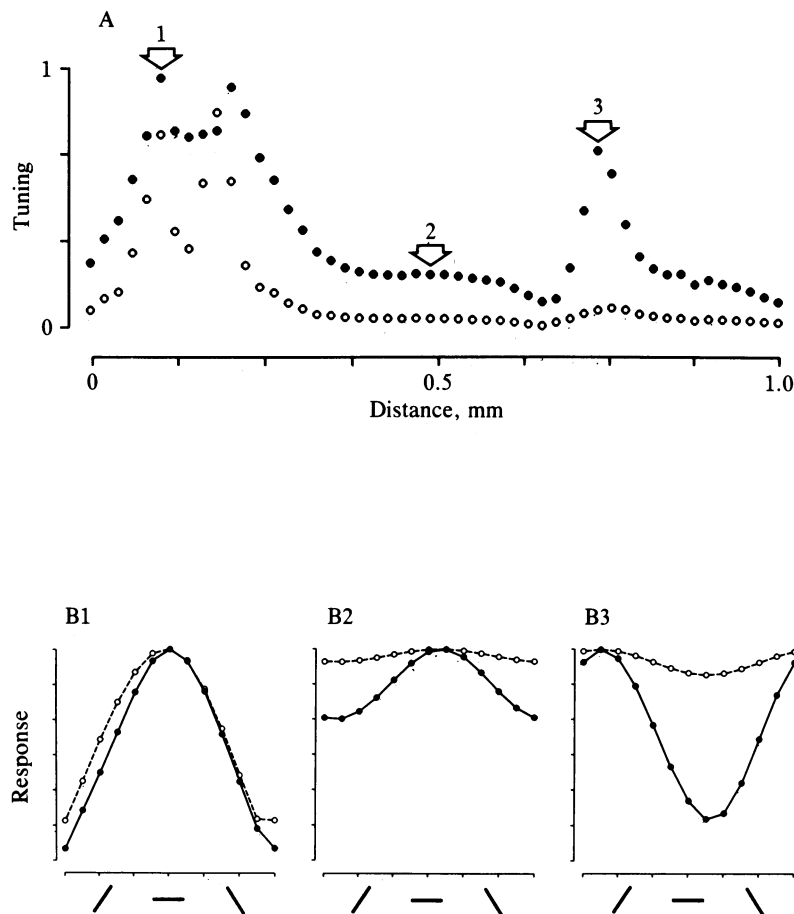 A
1
2
3
1
Tuning
0
0
0.5
1.0
Distance, mm
B1
B2
B3
Response